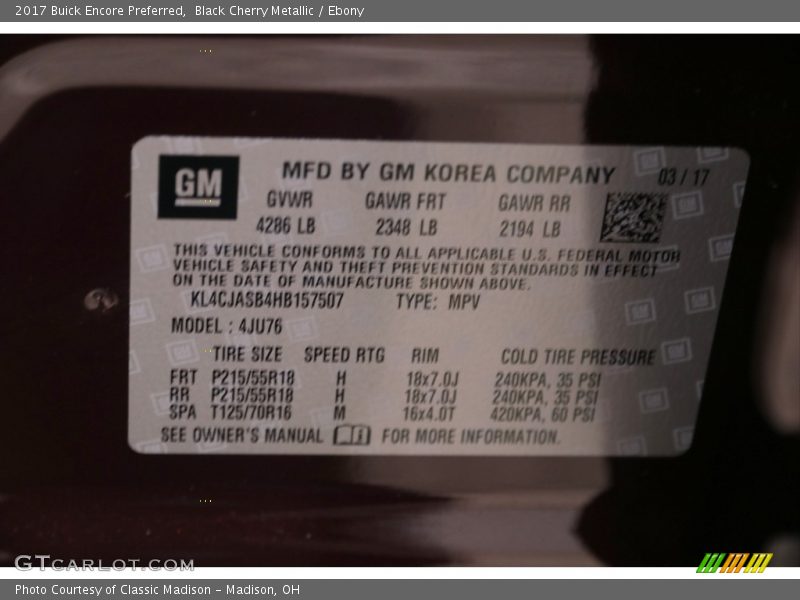 2017 Buick Encore Preferred, Black Cherry Metallic / Ebony
GM
MFD BY GM KOREA COMPANY 03 / 17
GVWR GAWR FRT GAWR RR
4286 LB 2348 LB 2194 LB
THIS VEHICLE CONFORMS TO ALL APPLICABLE U.S. FEDERAL MOTOR
VEHICLE SAFETY AND THEFT PREVENTION STANDARDS IN EFFECT
ON THE DATE OF MANUFACTURE SHOWN ABOVE.
KL4CJASB4HB157507 TYPE: MPV
MODEL : 4JU76
TIRE SIZE SPEED RTG RIM COLD TIRE PRESSURE
FRT P215/55R18 H 18x7.0J 240KPA, 35 PSI
RR P215/55R18 H 18x7.0J 240KPA, 35 PSI
SPA T125/70R16 M 16x4.0T 420KPA, 60 PSI
SEE OWNER'S MANUAL FOR MORE INFORMATION.
GTCARLOT.COM
Photo Courtesy of Classic Madison - Madison, OH